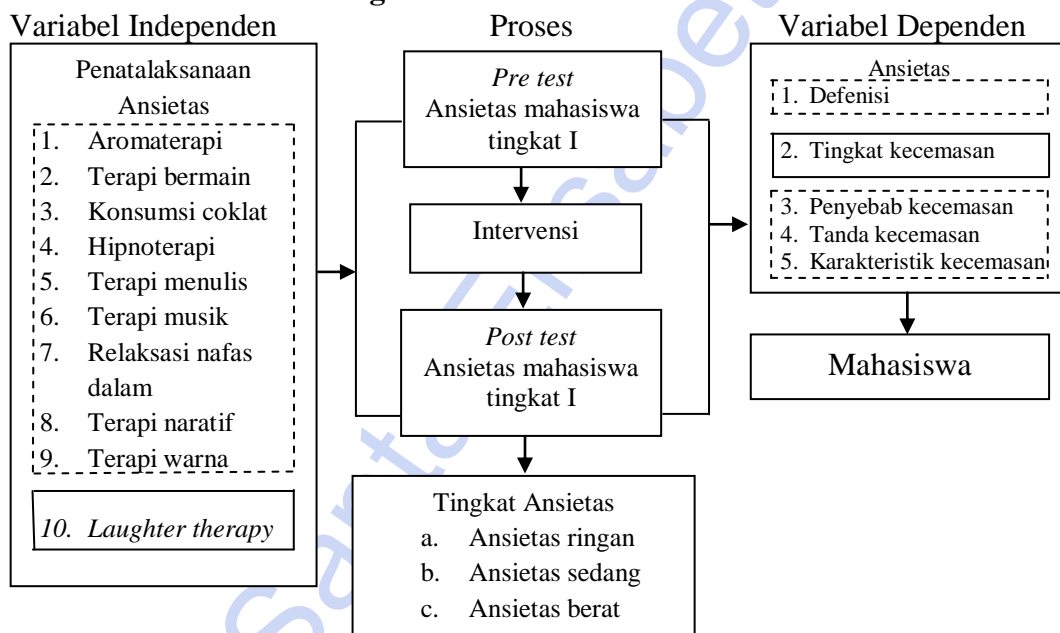 Variabel Independen
Penatalaksanaan
Ansietas
1. Aromaterapi
2. Terapi bermain
3. Konsumsi coklat
4. Hipnoterapi
5. Terapi menulis
6. Terapi musik
7. Relaksasi nafas
dalam
8. Terapi naratif
9. Terapi warna
10. Laughter therapy
Proses
Pre test
Ansietas mahasiswa
tingkat I
Intervensi
Post test
Ansietas mahasiswa
tingkat I
Tingkat Ansietas
a. Ansietas ringan
b. Ansietas sedang
c. Ansietas berat
Variabel Dependen
Ansietas
1. Defenisi
2. Tingkat kecemasan
3. Penyebab kecemasan
4. Tanda kecemasan
5. Karakteristik kecemasan
Mahasiswa